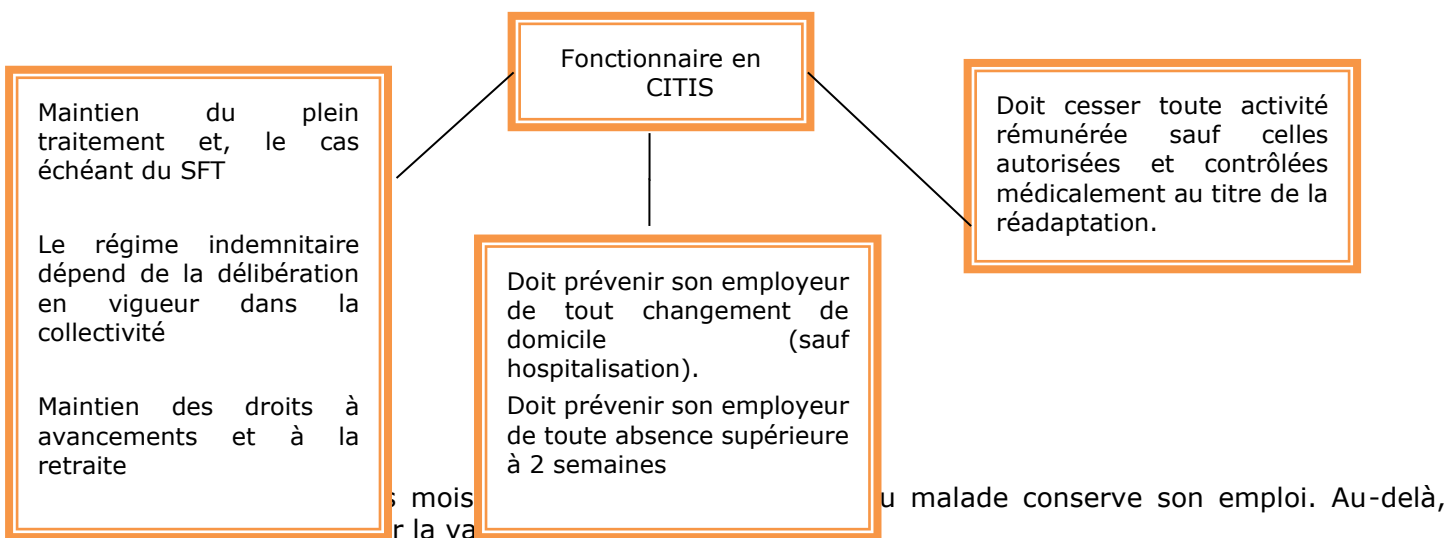 Fonctionnaire en
CITIS
Maintien du plein
traitement et, le cas
échéant du SFT
Le régime indemnitaire
dépend de la délibération
en vigueur dans la
collectivité
Maintien des droits à
avancements et à la
retraite
Doit prévenir son employeur
de tout changement de
domicile (sauf
hospitalisation).
Doit prévenir son employeur
de toute absence supérieure
à 2 semaines
Doit cesser toute activité
rémunérée sauf celles
autorisées et contrôlées
médicalement au titre de la
réadaptation.
mois malade conserve son emploi. Au-delà,
la